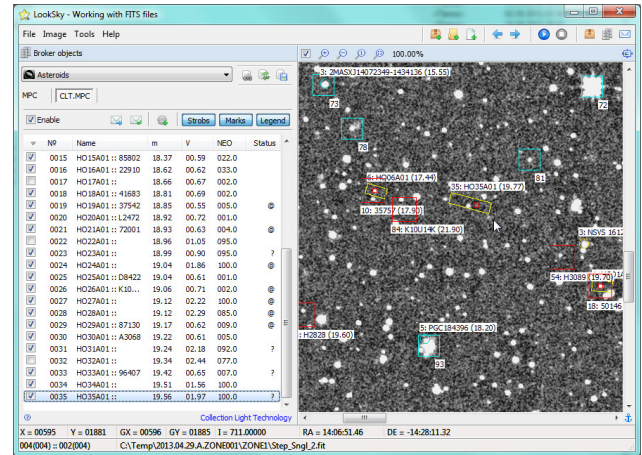 LookSky - Working with FITS files
File Image Tools Help
Broker objects
100.00%
Asteroids
MPC CLT.MPC
Enable Strobs Marks Legend
Nº Name m V NEO Status
0015 HO15A01 :: 85802 18.37 00.59 022.0
0016 HO16A01 :: 22910 18.62 00.62 033.0
0017 HO17A01 :: 18.66 00.67 002.0
0018 HO18A01 :: 41683 18.81 00.69 002.0
0019 HO19A01 :: 37542 18.85 00.55 005.0 @
0020 HO20A01 :: L2472 18.92 00.72 001.0
0021 HO21A01 :: 72001 18.93 00.63 004.0 @
0022 HO22A01 :: 18.96 01.05 095.0
0023 HO23A01 :: 18.99 00.90 095.0 ?
0024 HO24A01 :: 19.04 01.86 100.0 @
0025 HO25A01 :: D8422 19.04 00.61 001.0
0026 HO26A01 :: K10... 19.06 00.71 002.0 @
0027 HO27A01 :: 19.12 02.22 100.0 @
0028 HO28A01 :: 19.12 02.29 085.0 @
0029 HO29A01 :: 87130 19.17 00.62 009.0 @
0030 HO30A01 :: A3068 19.22 00.61 005.0
0031 HO31A01 :: 19.24 02.18 092.0 ?
0032 HO32A01 :: 19.34 02.44 077.0
0033 HO33A01 :: 96407 19.42 00.65 007.0 ?
0034 HO34A01 :: 19.51 01.56 100.0
0035 HO35A01 :: 19.56 01.97 100.0 ?
Collection Light Technology
3: 2MASXJ14072349-1434136 (15.55)
73
72
78
81
6: HO06A01 (17.44)
35: HO35A01 (19.77)
10: 35757 (17.90)
84: K10U14K (21.90)
3: NSVS 1612
54: H3089 (19.70)
18: 50146
: H2828 (19.60)
5: PGC184396 (18.20)
93
X = 00595 Y = 01881 GX = 00596 GY = 01885 I = 711.00000 RA = 14:06:51.46 DE = -14:28:11.32
004(004) :: 002(004) C:\Temp\2013.04.29.A.ZONE001\ZONE1\Step_Sngl_2.fit